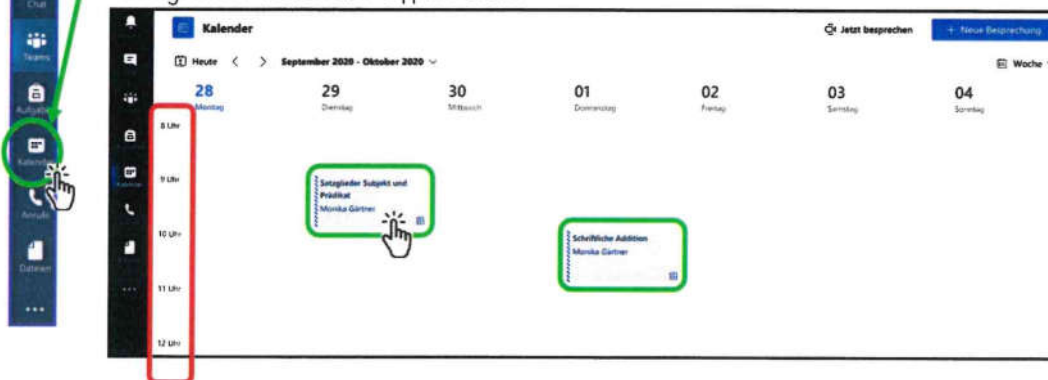 Chat
Teams
Kalender
Anrufe
Dateien
...
Kalender
Jetzt besprechen
+ Neue Besprechung
Heute < > September 2020 - Oktober 2020
Woche
28
Montag
29
Dienstag
30
Mittwoch
01
Donnerstag
02
Freitag
03
Samstag
04
Sonntag
8 Uhr
9 Uhr
10 Uhr
11 Uhr
12 Uhr
Satzglieder Subjekt und
Prädikat
Monika Gärtner
Schriftliche Addition
Monika Gärtner